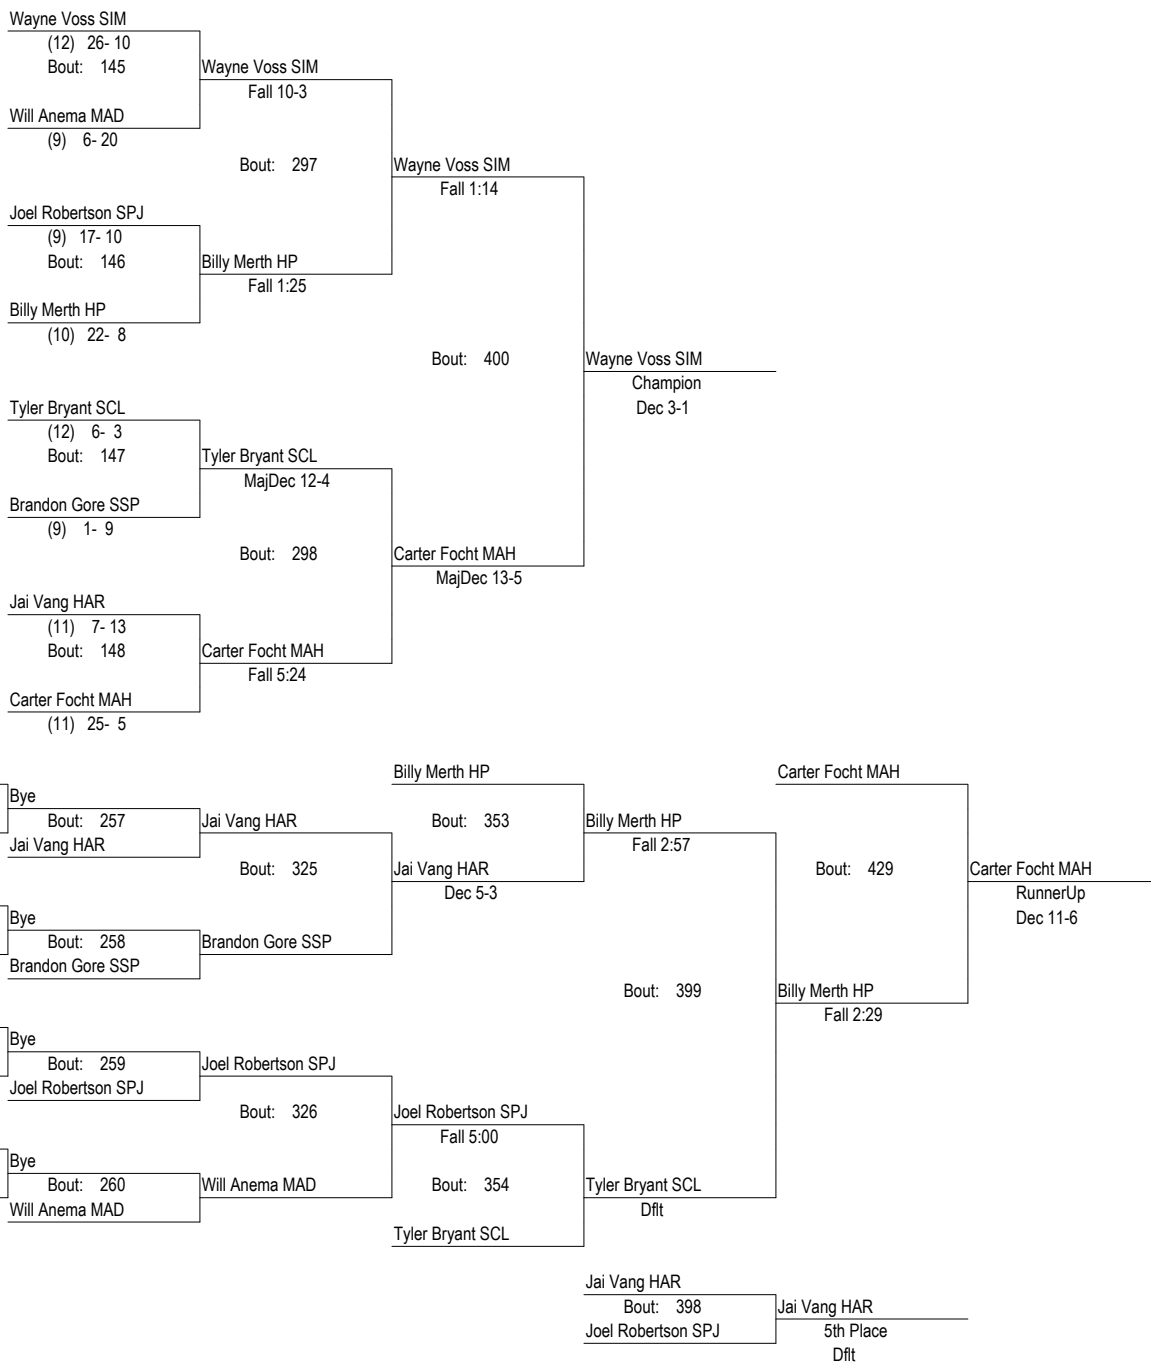 Wayne Voss SIM
(12) 26- 10
Bout: 145
Wayne Voss SIM
Fall 10-3
Will Anema MAD
(9) 6- 20
Bout: 297
Wayne Voss SIM
Fall 1:14
Joel Robertson SPJ
(9) 17- 10
Bout: 146
Billy Merth HP
Fall 1:25
Billy Merth HP
(10) 22- 8
Bout: 400
Wayne Voss SIM
Champion
Dec 3-1
Tyler Bryant SCL
(12) 6- 3
Bout: 147
Tyler Bryant SCL
MajDec 12-4
Brandon Gore SSP
(9) 1- 9
Bout: 298
Carter Focht MAH
MajDec 13-5
Jai Vang HAR
(11) 7- 13
Bout: 148
Carter Focht MAH
Fall 5:24
Carter Focht MAH
(11) 25- 5
Billy Merth HP
Carter Focht MAH
Bye
Bout: 257
Jai Vang HAR
Jai Vang HAR
Bout: 353
Billy Merth HP
Fall 2:57
Bout: 325
Jai Vang HAR
Dec 5-3
Bout: 429
Carter Focht MAH
RunnerUp
Dec 11-6
Bye
Bout: 258
Brandon Gore SSP
Brandon Gore SSP
Bout: 399
Billy Merth HP
Fall 2:29
Bye
Bout: 259
Joel Robertson SPJ
Joel Robertson SPJ
Bout: 326
Joel Robertson SPJ
Fall 5:00
Bye
Bout: 260
Will Anema MAD
Will Anema MAD
Bout: 354
Tyler Bryant SCL
Dflt
Tyler Bryant SCL
Jai Vang HAR
Bout: 398
Joel Robertson SPJ
Jai Vang HAR
5th Place
Dflt